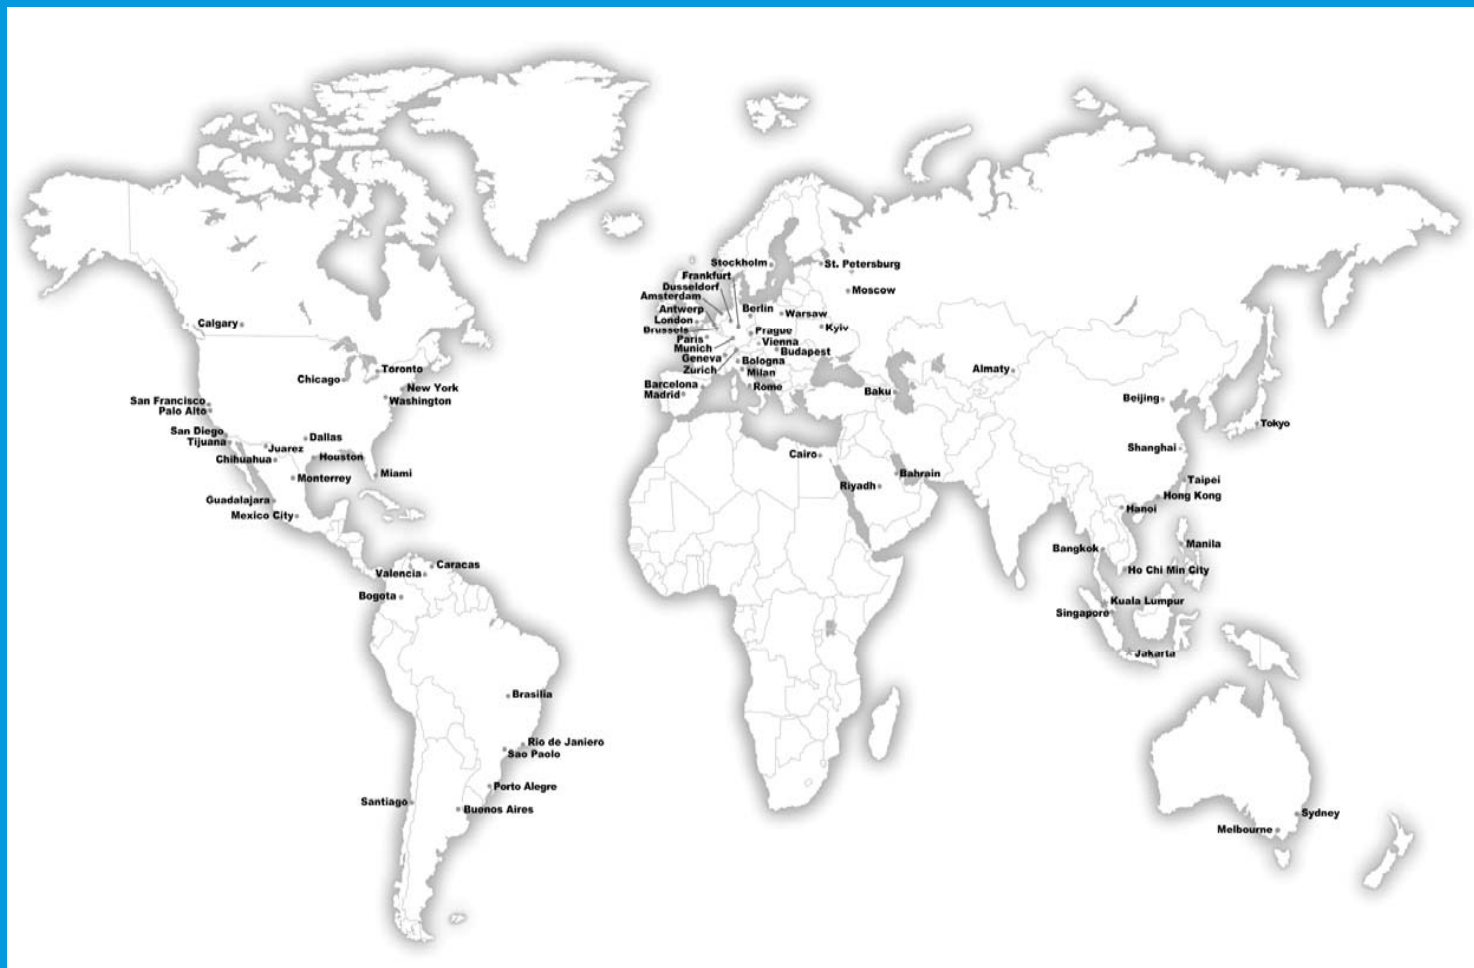 Stockholm
St. Petersburg
Frankfurt
Dusseldorf
Moscow
Amsterdam
Antwerp
Berlin
Warsaw
London
Calgary
Brussels
Prague
Kyiv
Paris
Vienna
Munich
Budapest
Geneva
Bologna
Zurich
Milan
Toronto
Almaty
Chicago
Barcelona
Rome
New York
Madrid
Baku
Washington
Beijing
San Francisco
Palo Alto
Tokyo
San Diego
Dallas
Tijuana
Juarez
Shanghai
Houston
Cairo
Chihuahua
Miami
Bahrain
Monterrey
Taipei
Riyadh
Hong Kong
Guadalajara
Hanoi
Mexico City
Manila
Bangkok
Caracas
Ho Chi Min City
Valencia
Bogota
Kuala Lumpur
Singapore
Jakarta
Brasilia
Rio de Janiero
Sao Paolo
Porto Alegre
Santiago
Buenos Aires
Sydney
Melbourne